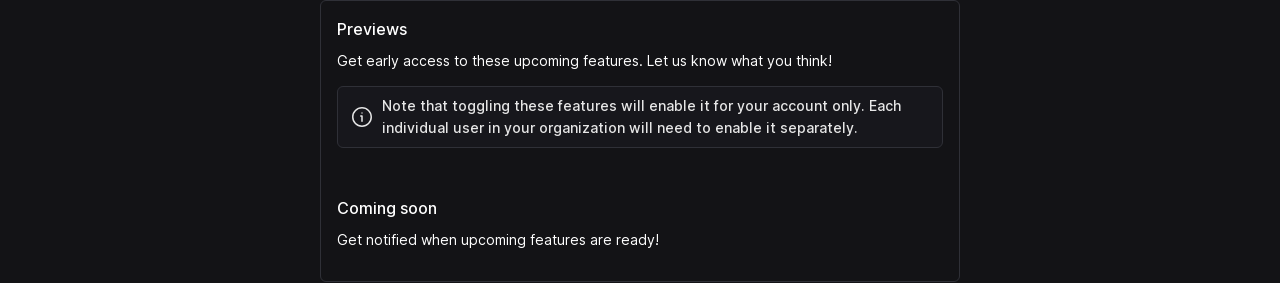 Previews
Get early access to these upcoming features. Let us know what you think!
Note that toggling these features will enable it for your account only. Each
individual user in your organization will need to enable it separately.
Coming soon
Get notified when upcoming features are ready!